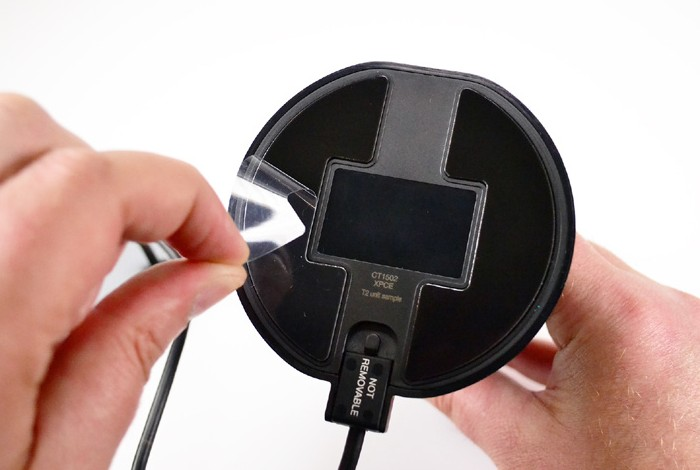 CT1502
XPCE
T2 unit sample
NOT
REMOVABLE